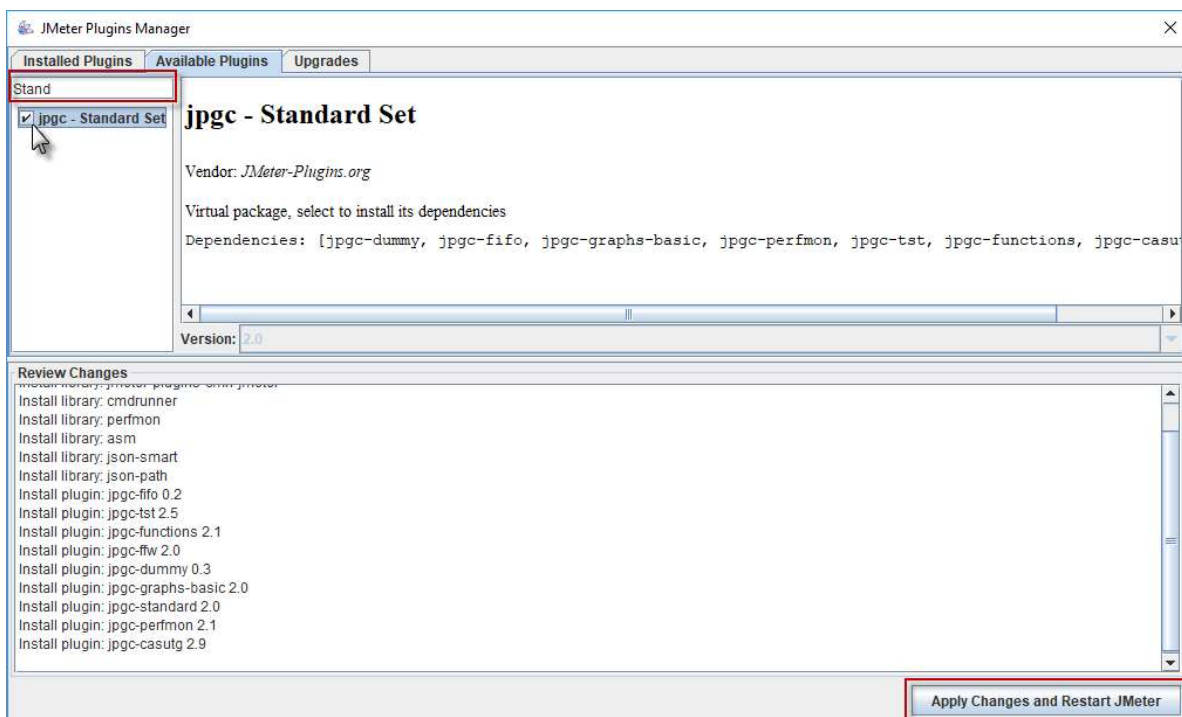 JMeter Plugins Manager
Installed Plugins Available Plugins Upgrades
Stand
jpgc - Standard Set
jpgc - Standard Set
Vendor: JMeter-Plugins.org
Virtual package, select to install its dependencies
Dependencies: [jpgc-dummy, jpgc-fifo, jpgc-graphs-basic, jpgc-perfmon, jpgc-tst, jpgc-functions, jpgc-casu
Version: 2.0
Review Changes
Install library: jmeter-plugins-cmn-jmeter
Install library: cmdrunner
Install library: perfmon
Install library: asm
Install library: json-smart
Install library: json-path
Install plugin: jpgc-fifo 0.2
Install plugin: jpgc-tst 2.5
Install plugin: jpgc-functions 2.1
Install plugin: jpgc-ffw 2.0
Install plugin: jpgc-dummy 0.3
Install plugin: jpgc-graphs-basic 2.0
Install plugin: jpgc-standard 2.0
Install plugin: jpgc-perfmon 2.1
Install plugin: jpgc-casutg 2.9
Apply Changes and Restart JMeter